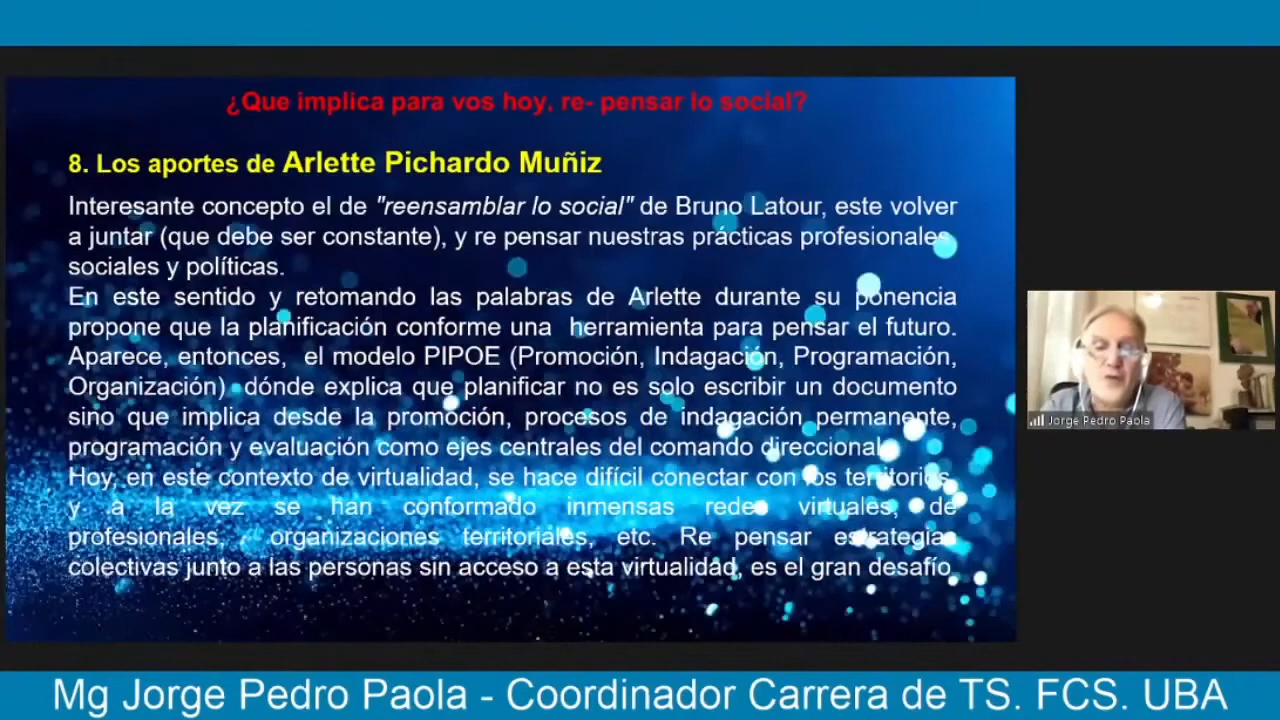 ¿Que implica para vos hoy, re- pensar lo social?
8. Los aportes de Arlette Pichardo Muñiz
Interesante concepto el de "reensamblar lo social" de Bruno Latour, este volver
a juntar (que debe ser constante), y re pensar nuestras prácticas profesionales
sociales y políticas.
En este sentido y retomando las palabras de Arlette durante su ponencia
propone que la planificación conforme una herramienta para pensar el futuro.
Aparece, entonces, el modelo PIPOE (Promoción, Indagación, Programación,
Organización) dónde explica que planificar no es solo escribir un documento
sino que implica desde la promoción, procesos de indagación permanente,
programación y evaluación como ejes centrales del comando direccional.
Hoy, en este contexto de virtualidad, se hace difícil conectar con los territorios,
y a la vez se han conformado inmensas redes virtuales, de
profesionales, organizaciones territoriales, etc. Re pensar estrategias
colectivas junto a las personas sin acceso a esta virtualidad, es el gran desafío.
Jorge Pedro Paola
Mg Jorge Pedro Paola - Coordinador Carrera de TS. FCS. UBA